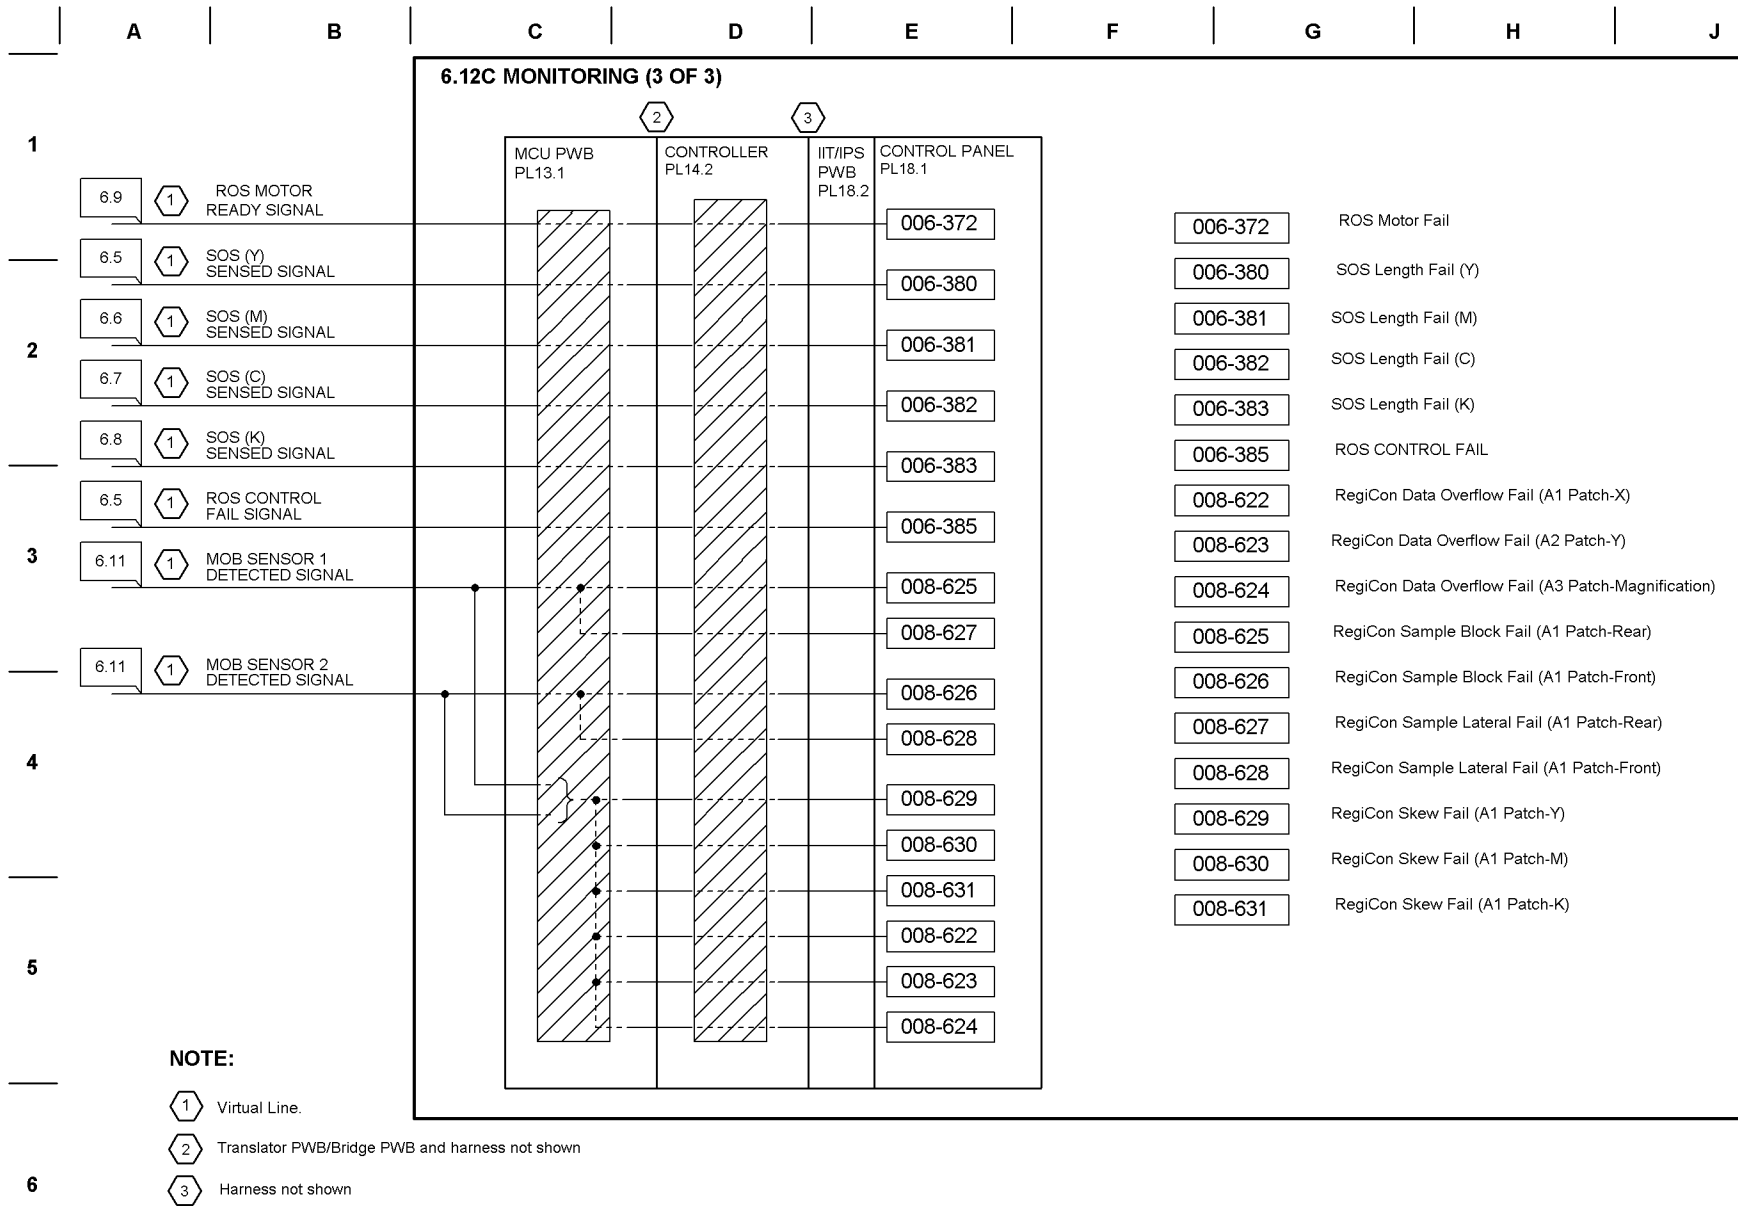 A B C D E F G H J
6.12C MONITORING (3 OF 3)
2 3
1
MCU PWB
PL13.1
CONTROLLER
PL14.2
IIT/IPS
PWB
PL18.2
CONTROL PANEL
PL18.1
6.9 1 ROS MOTOR
READY SIGNAL
006-372
6.5 1 SOS (Y)
SENSED SIGNAL
006-380
6.6 1 SOS (M)
SENSED SIGNAL
006-381
2
6.7 1 SOS (C)
SENSED SIGNAL
006-382
6.8 1 SOS (K)
SENSED SIGNAL
006-383
6.5 1 ROS CONTROL
FAIL SIGNAL
006-385
3
6.11 1 MOB SENSOR 1
DETECTED SIGNAL
008-625
008-627
6.11 1 MOB SENSOR 2
DETECTED SIGNAL
008-626
008-628
4
008-629
008-630
008-631
008-622
5
008-623
008-624
006-372 ROS Motor Fail
006-380 SOS Length Fail (Y)
006-381 SOS Length Fail (M)
006-382 SOS Length Fail (C)
006-383 SOS Length Fail (K)
006-385 ROS CONTROL FAIL
008-622 RegiCon Data Overflow Fail (A1 Patch-X)
008-623 RegiCon Data Overflow Fail (A2 Patch-Y)
008-624 RegiCon Data Overflow Fail (A3 Patch-Magnification)
008-625 RegiCon Sample Block Fail (A1 Patch-Rear)
008-626 RegiCon Sample Block Fail (A1 Patch-Front)
008-627 RegiCon Sample Lateral Fail (A1 Patch-Rear)
008-628 RegiCon Sample Lateral Fail (A1 Patch-Front)
008-629 RegiCon Skew Fail (A1 Patch-Y)
008-630 RegiCon Skew Fail (A1 Patch-M)
008-631 RegiCon Skew Fail (A1 Patch-K)
NOTE:
1 Virtual Line.
2 Translator PWB/Bridge PWB and harness not shown
6
3 Harness not shown